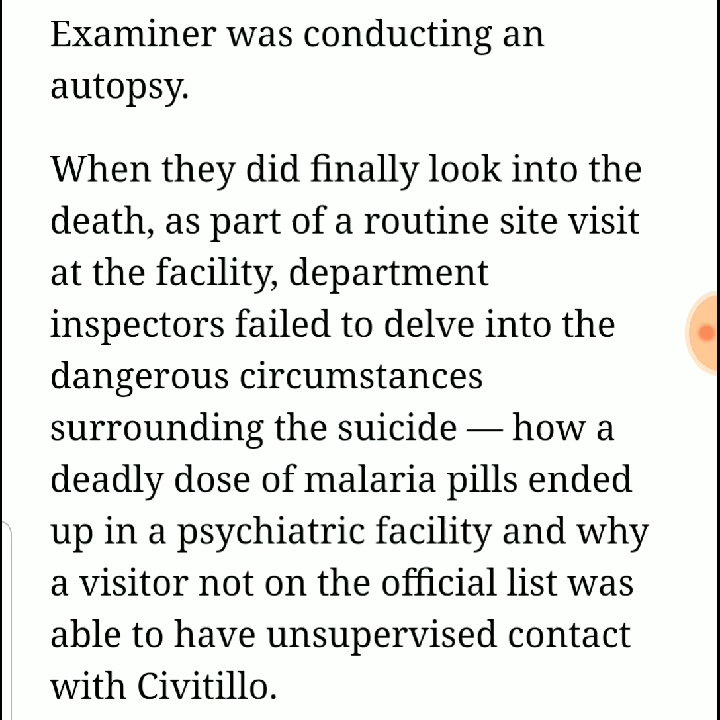 Examiner was conducting an
autopsy.
When they did finally look into the
death, as part of a routine site visit
at the facility, department
inspectors failed to delve into the
dangerous circumstances
surrounding the suicide — how a
deadly dose of malaria pills ended
up in a psychiatric facility and why
a visitor not on the official list was
able to have unsupervised contact
with Civitillo.